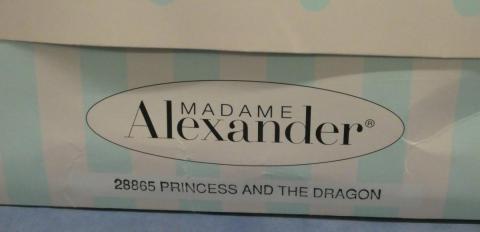 MADAME
Alexander®
28865 PRINCESS AND THE DRAGON